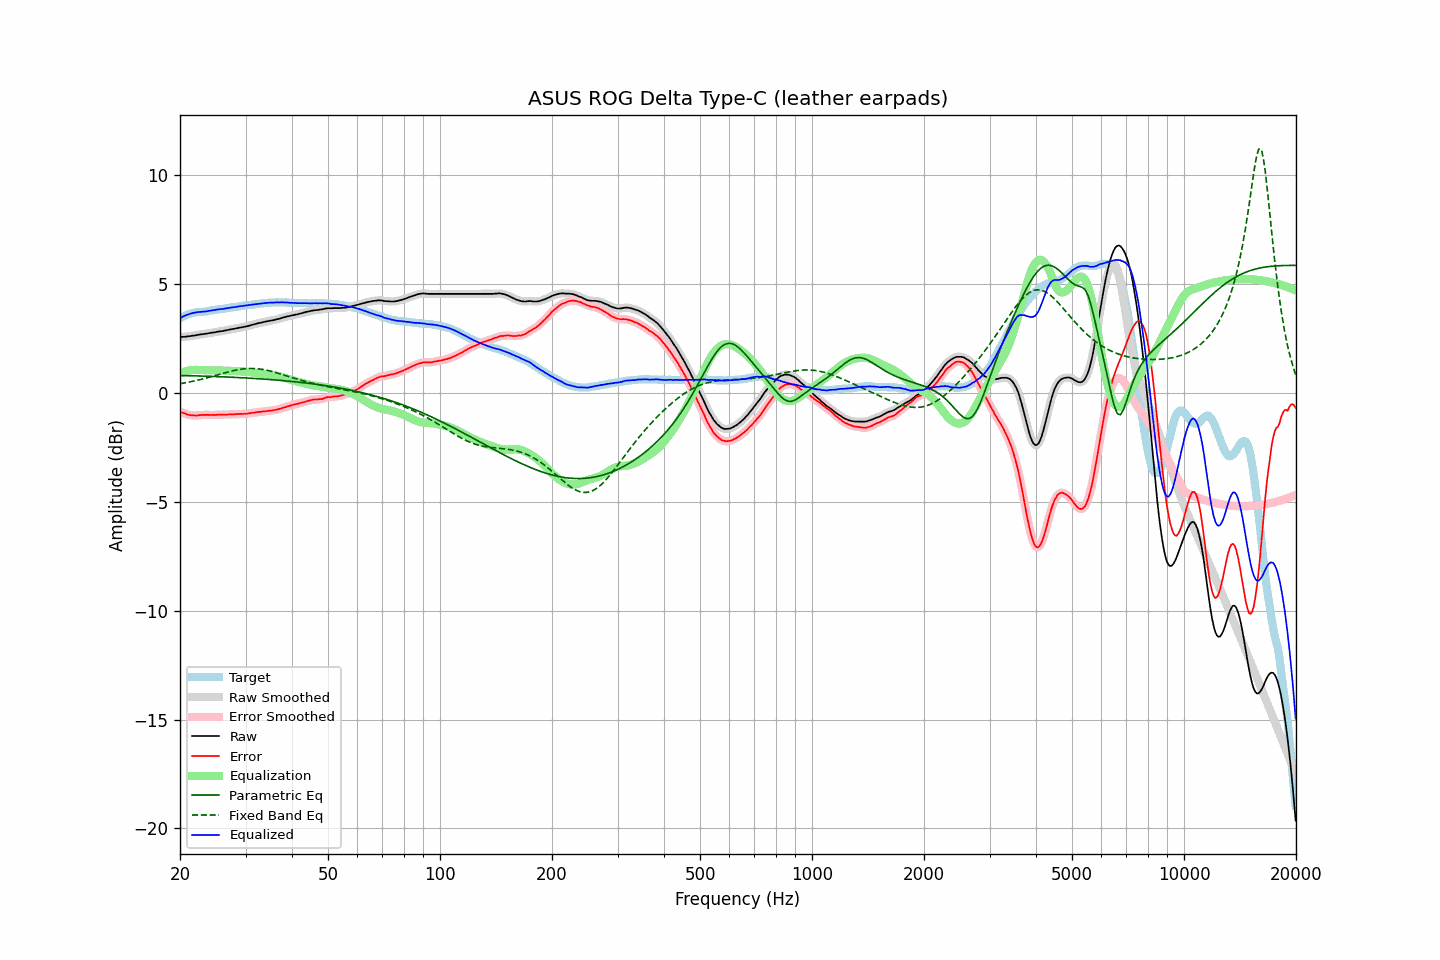 ASUS ROG Delta Type-C (leather earpads)
Amplitude (dBr)
10
5
0
−5
−10
−15
−20
Target
Raw Smoothed
Error Smoothed
Raw
Error
Equalization
Parametric Eq
Fixed Band Eq
Equalized
20 50 100 200 500 1000 2000 5000 10000 20000
Frequency (Hz)